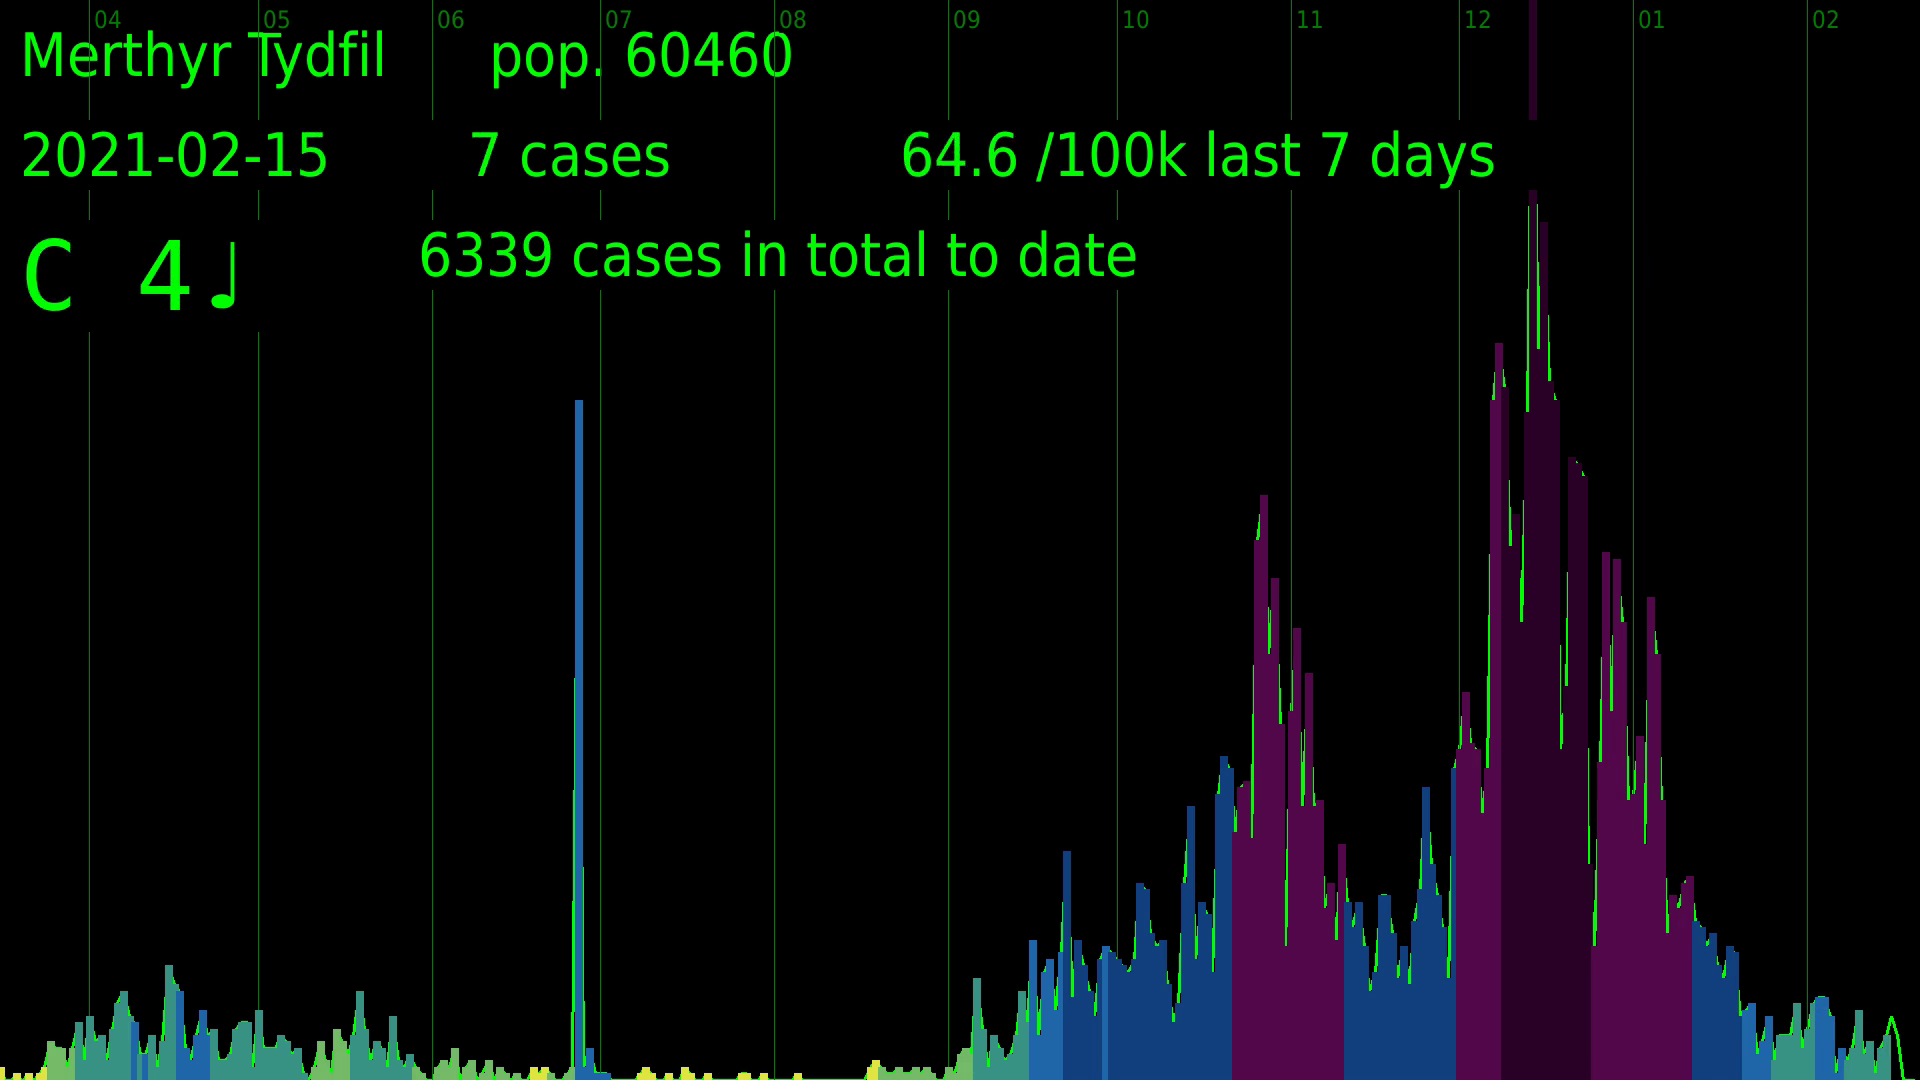 04 05 06 07 08 09 10 11 12 01 02
Merthyr Tydfil pop. 60460
2021-02-15 7 cases 64.6 /100k last 7 days
C 4♩ 6339 cases in total to date